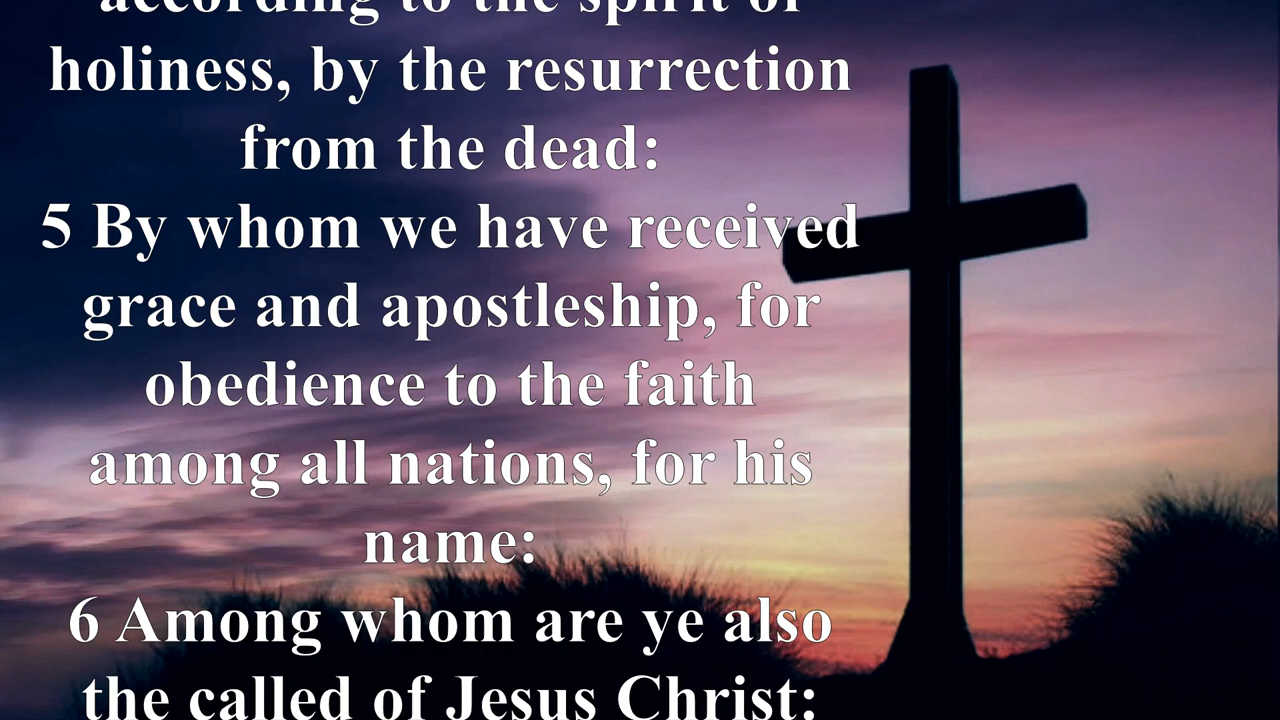 according to the spirit of
holiness, by the resurrection
from the dead:
5 By whom we have received
grace and apostleship, for
obedience to the faith
among all nations, for his
name:
6 Among whom are ye also
the called of Jesus Christ: